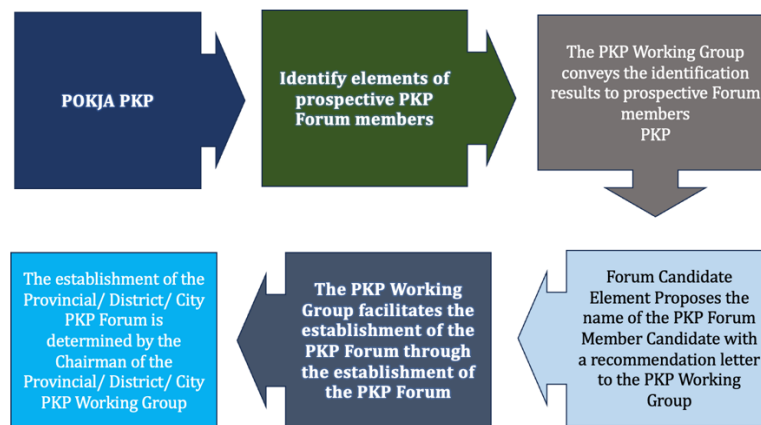 POKJA PKP
Identify elements of
prospective PKP
Forum members
The PKP Working Group
conveys the identification
results to prospective Forum
members
PKP
Forum Candidate
Element Proposes the
name of the PKP Forum
Member Candidate with
a recommendation letter
to the PKP Working
Group
The PKP Working
Group facilitates the
establishment of the
PKP Forum through
the establishment of
the PKP Forum
The establishment of the
Provincial/ District/ City
PKP Forum is
determined by the
Chairman of the
Provincial/ District/ City
PKP Working Group